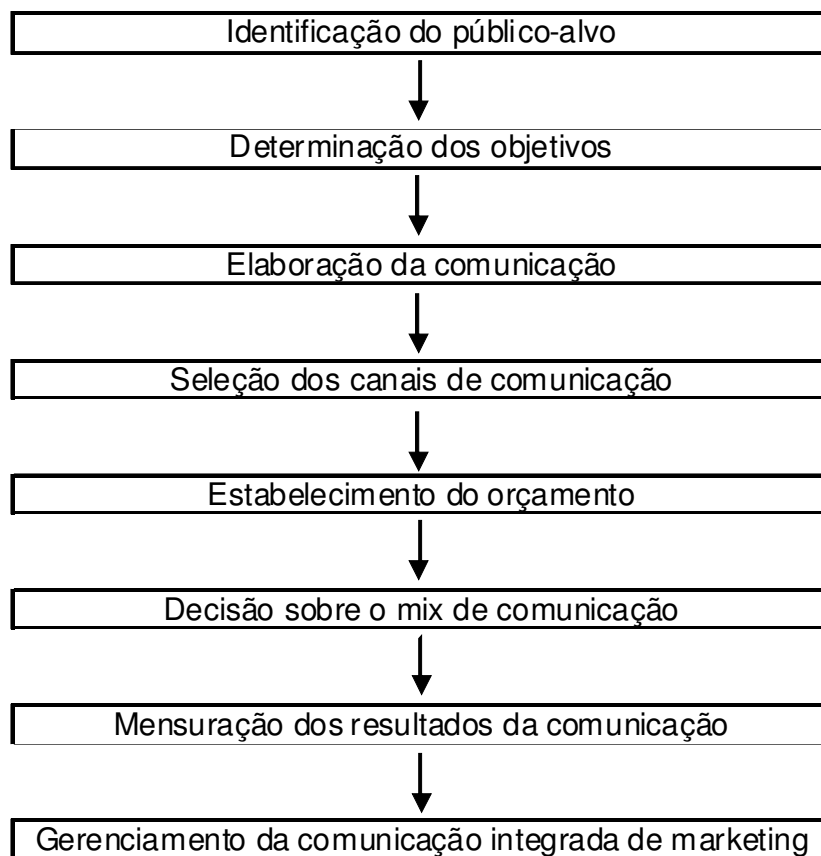 Identificação do público-alvo
Determinação dos objetivos
Elaboração da comunicação
Seleção dos canais de comunicação
Estabelecimento do orçamento
Decisão sobre o mix de comunicação
Mensuração dos resultados da comunicação
Gerenciamento da comunicação integrada de marketing